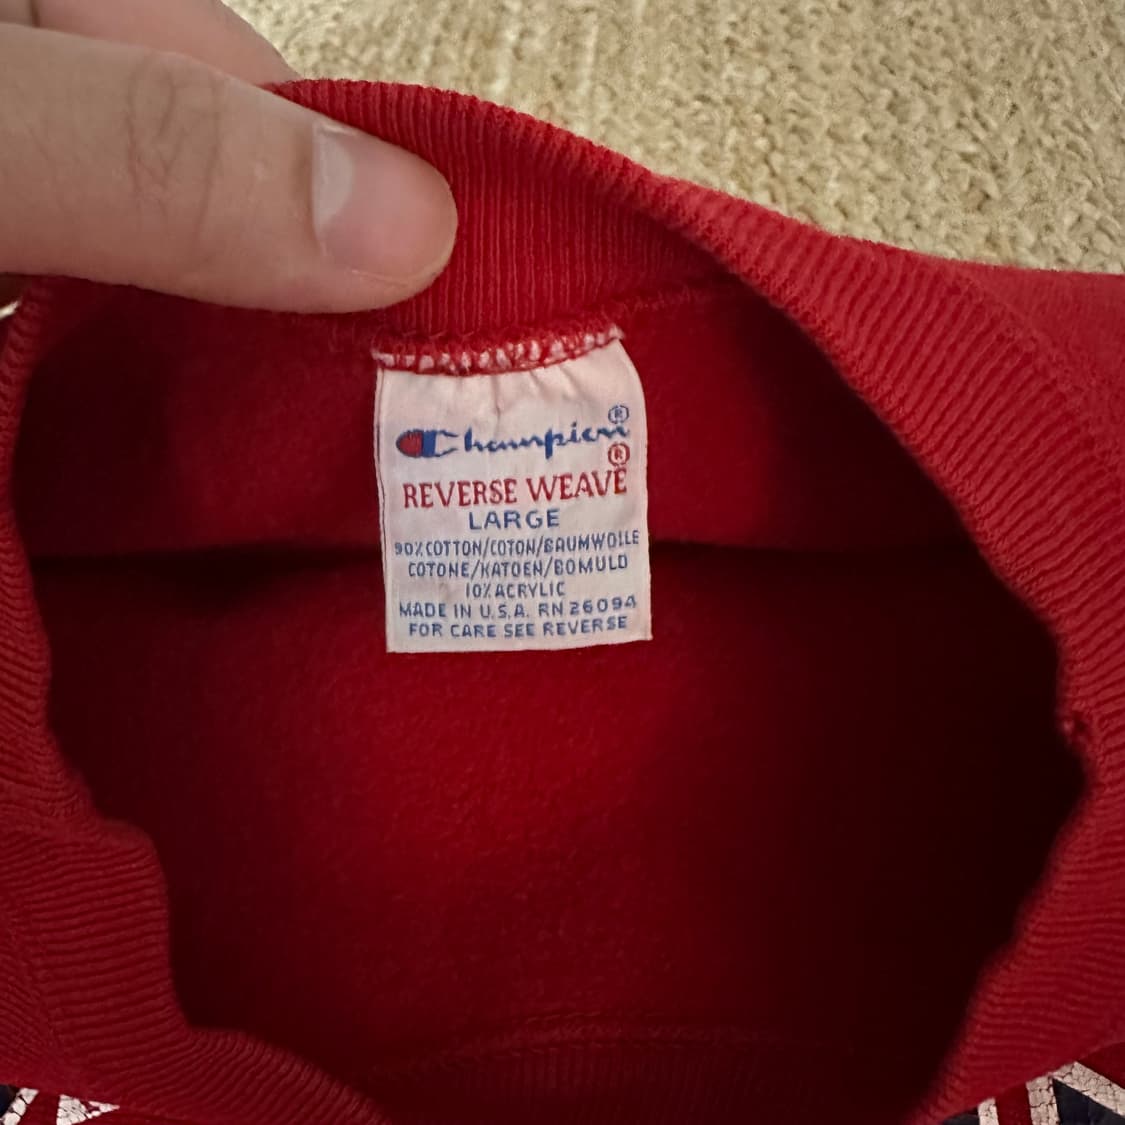 Champion®
REVERSE WEAVE®
LARGE
90% COTTON/COTON/BAUMWOLLE
COTONE/KATOEN/BOMULD
10% ACRYLIC
MADE IN U.S.A. RN 26094
FOR CARE SEE REVERSE